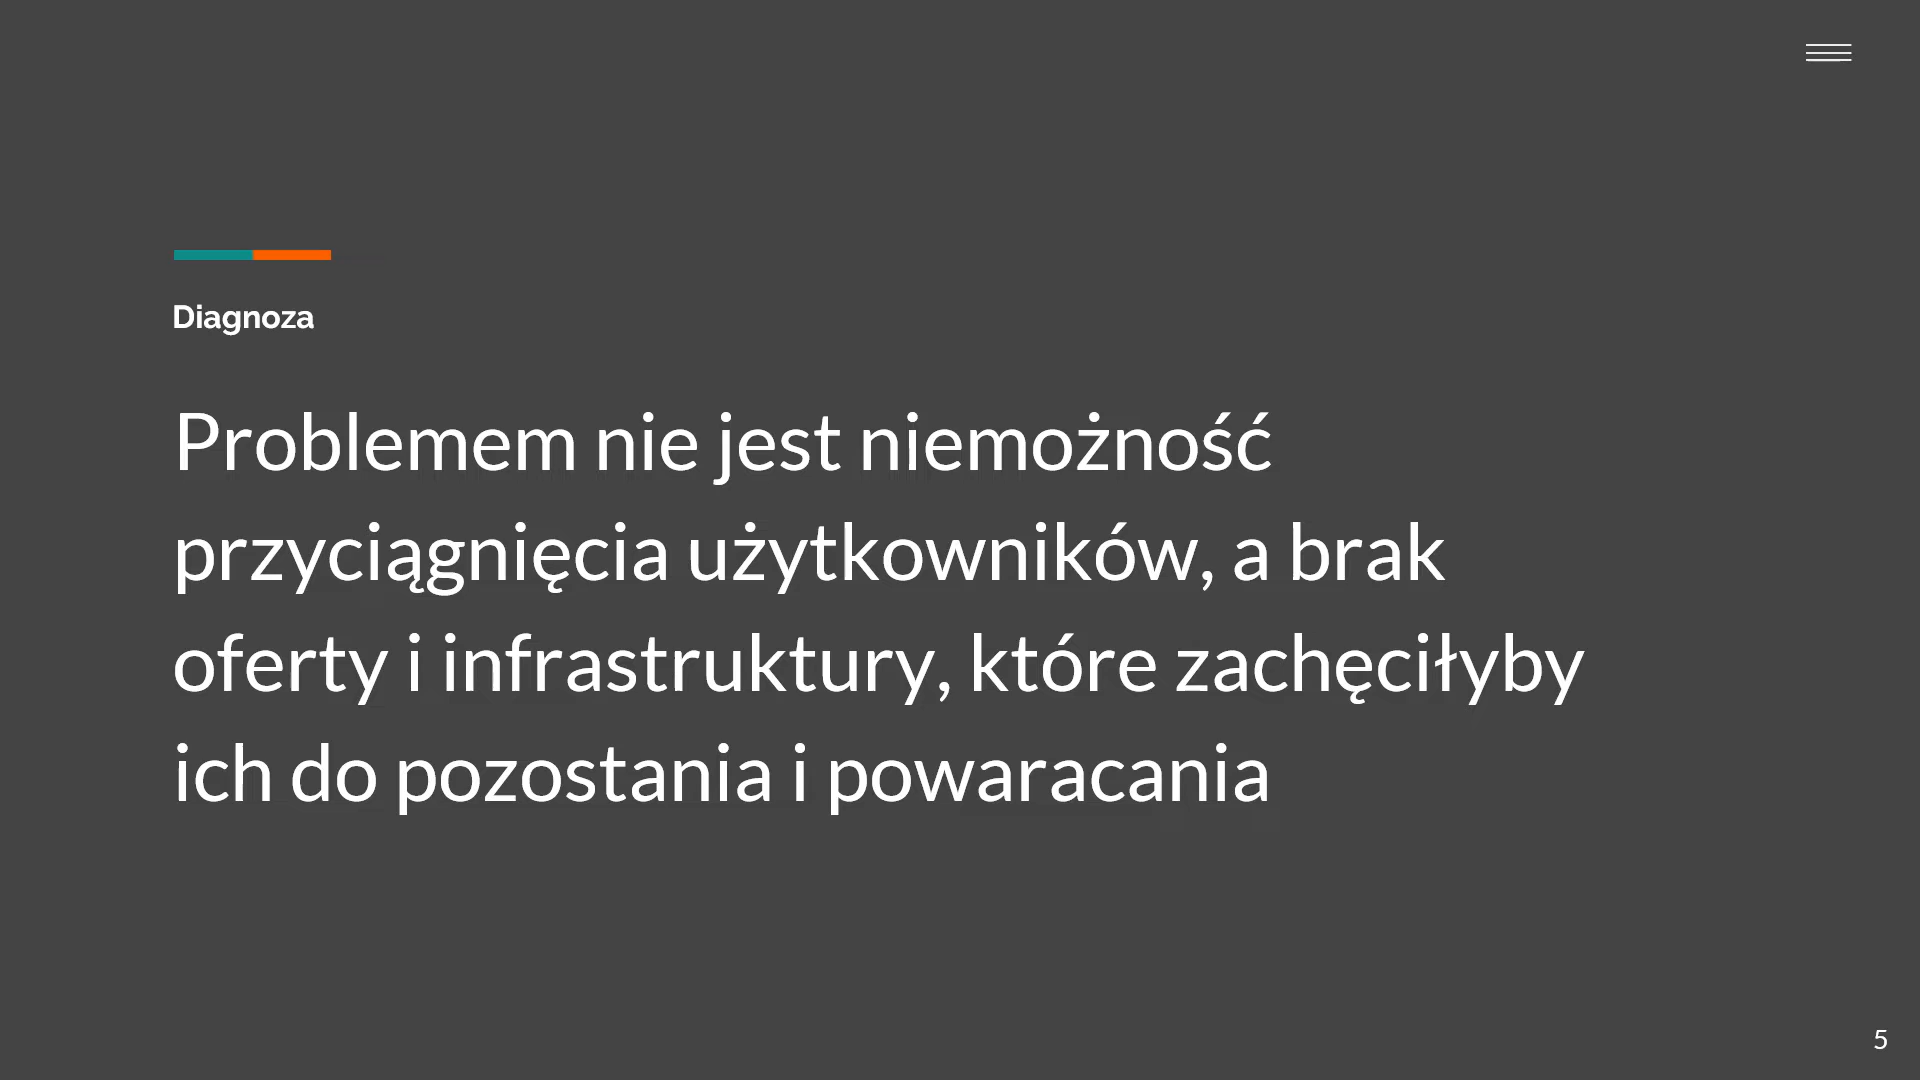 Diagnoza
Problemem nie jest niemożność
przyciągnięcia użytkowników, a brak
oferty i infrastruktury, które zachęciłyby
ich do pozostania i powaracania
5